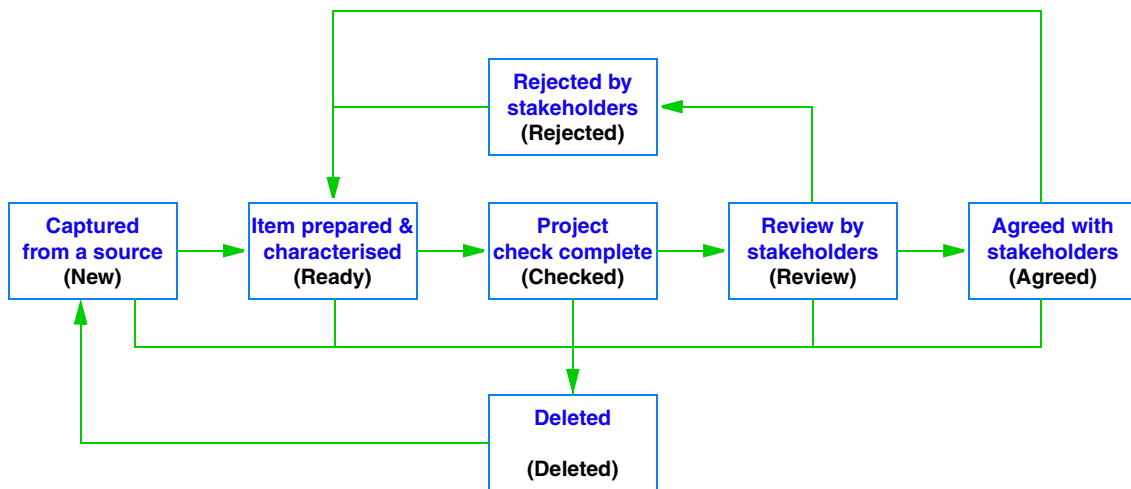 Rejected by
stakeholders
(Rejected)
Captured
from a source
(New)
Item prepared &
characterised
(Ready)
Project
check complete
(Checked)
Review by
stakeholders
(Review)
Agreed with
stakeholders
(Agreed)
Deleted
(Deleted)